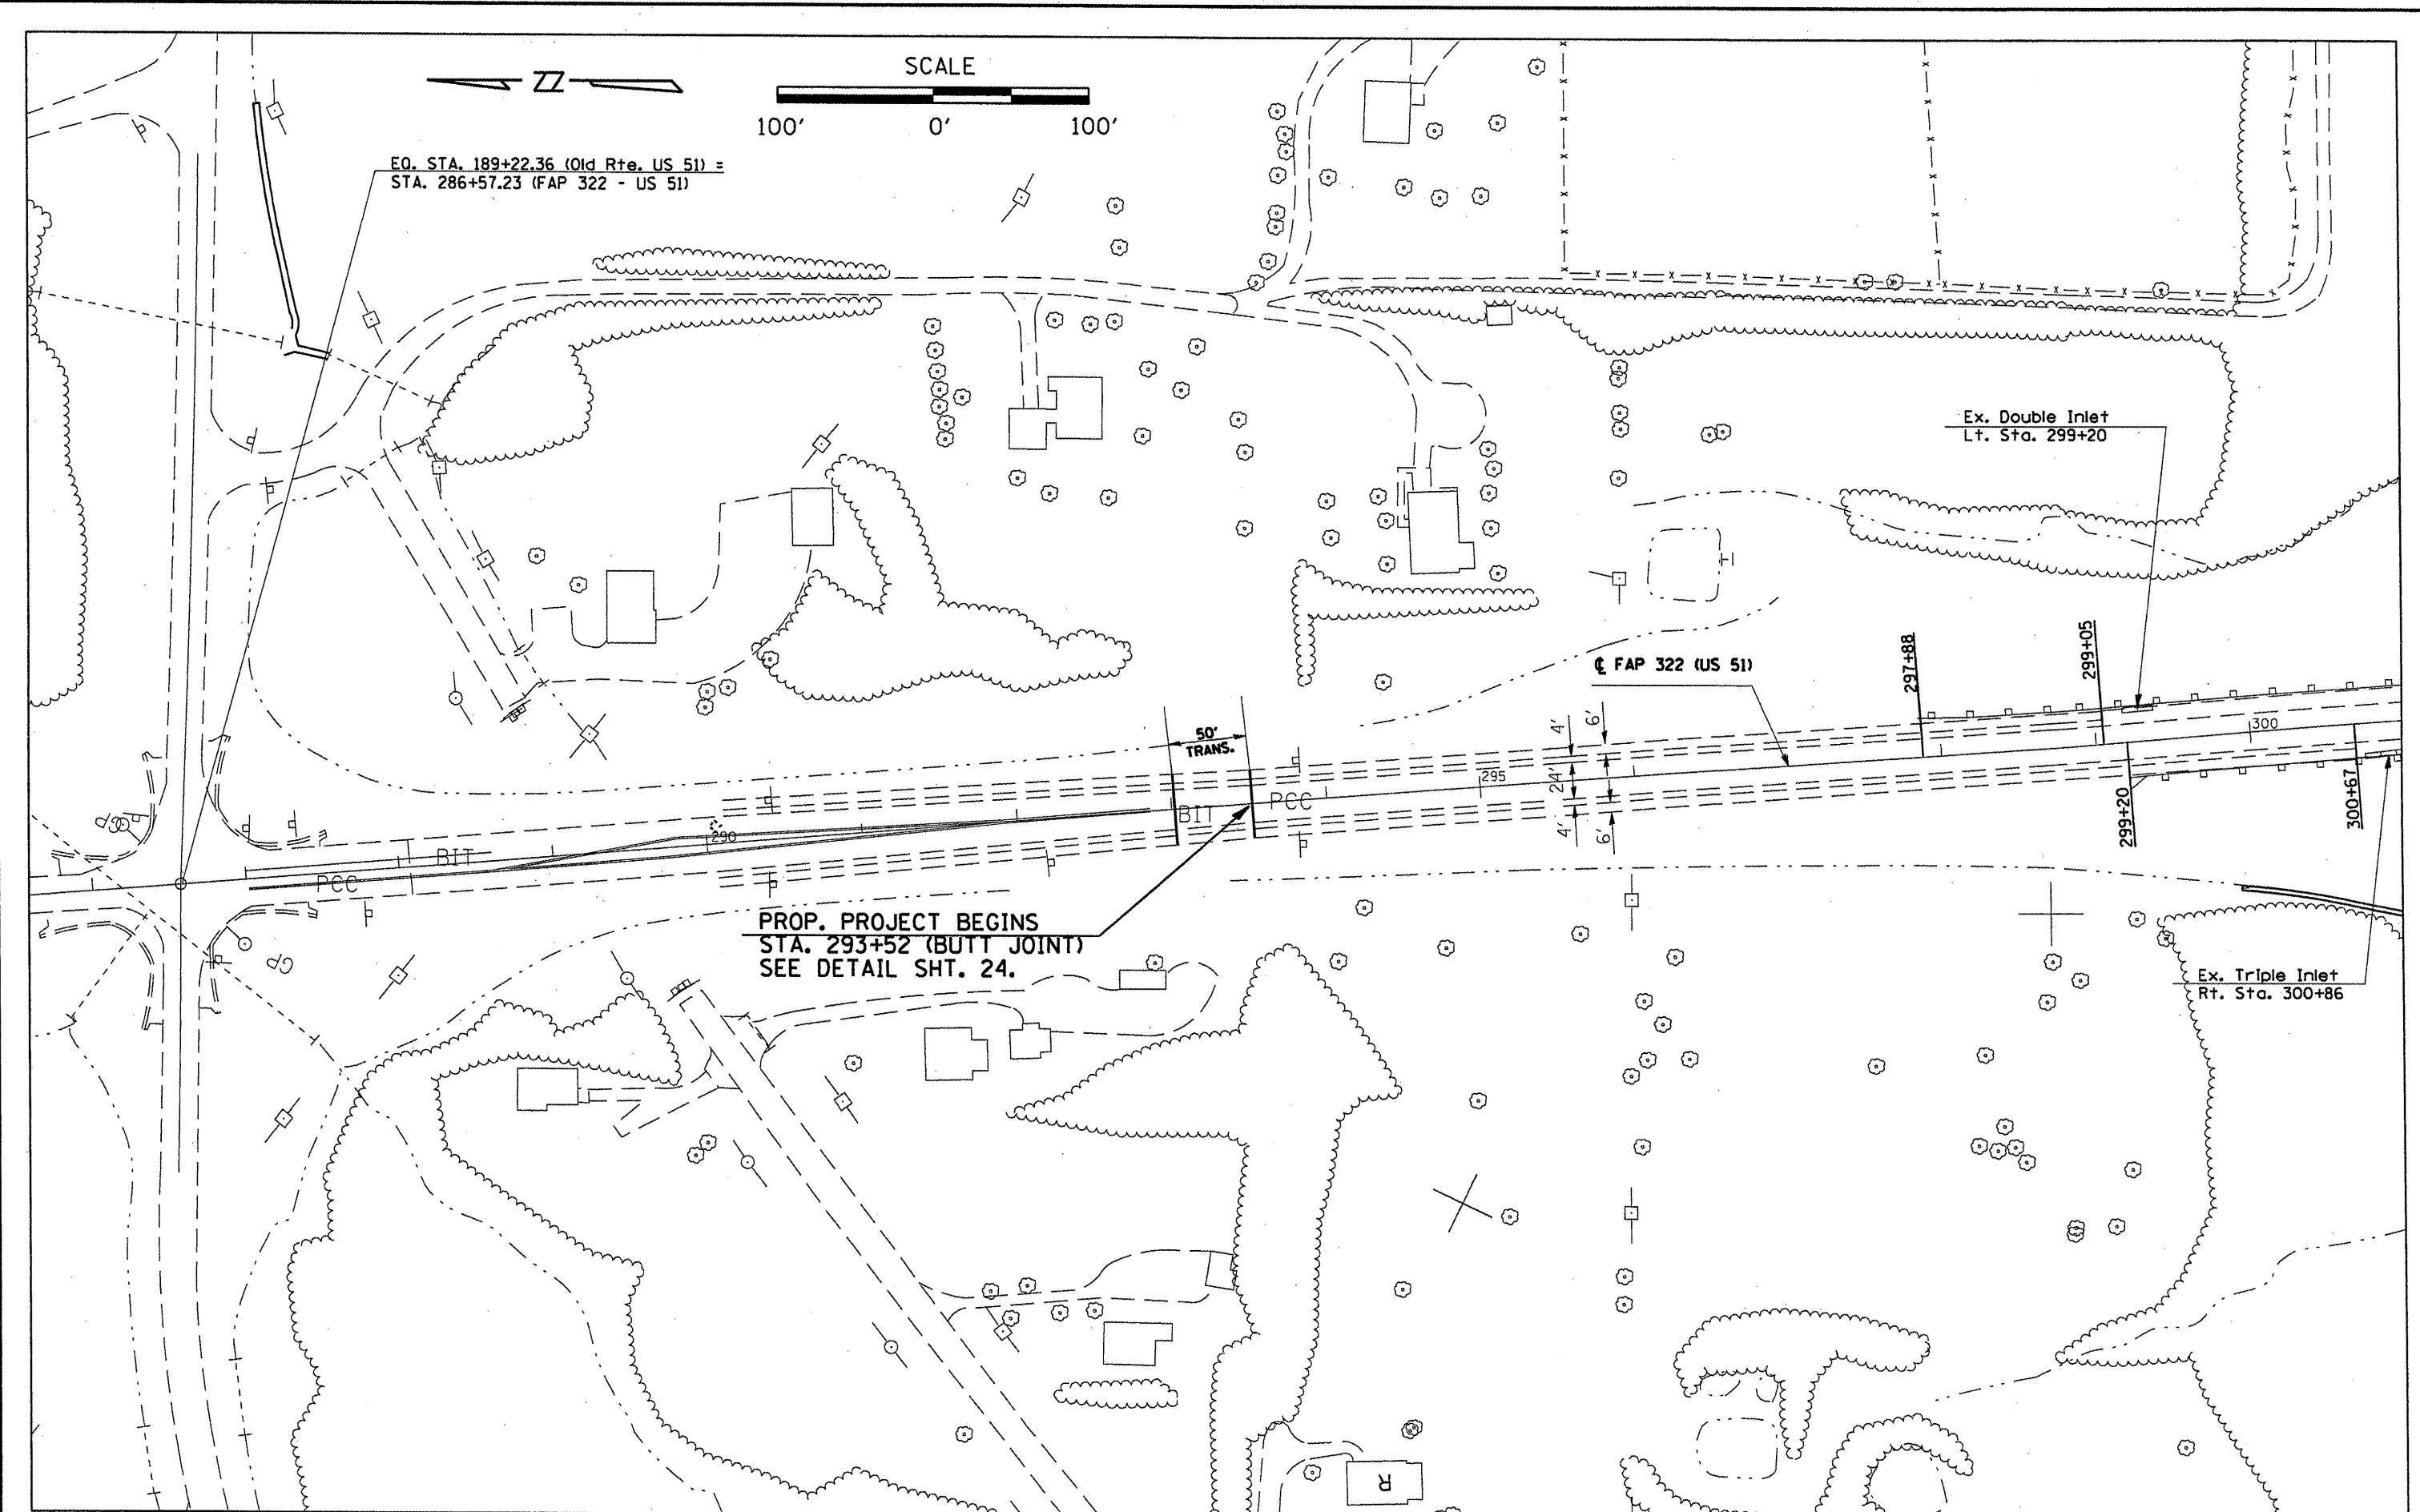 SCALE
100' 0' 100'
EQ. STA. 189+22.36 (Old Rte. US 51) =
STA. 286+57.23 (FAP 322 - US 51)
Ex. Double Inlet
Lt. Sta. 299+20
297+88
299+05
℄ FAP 322 (US 51)
50'
TRANS.
4'
6'
24'
4'
6'
300
295
290
BIT
PCC
BIT
PCC
GP
GP
299+20
300+67
PROP. PROJECT BEGINS
STA. 293+52 (BUTT JOINT)
SEE DETAIL SHT. 24.
Ex. Triple Inlet
Rt. Sta. 300+86
R